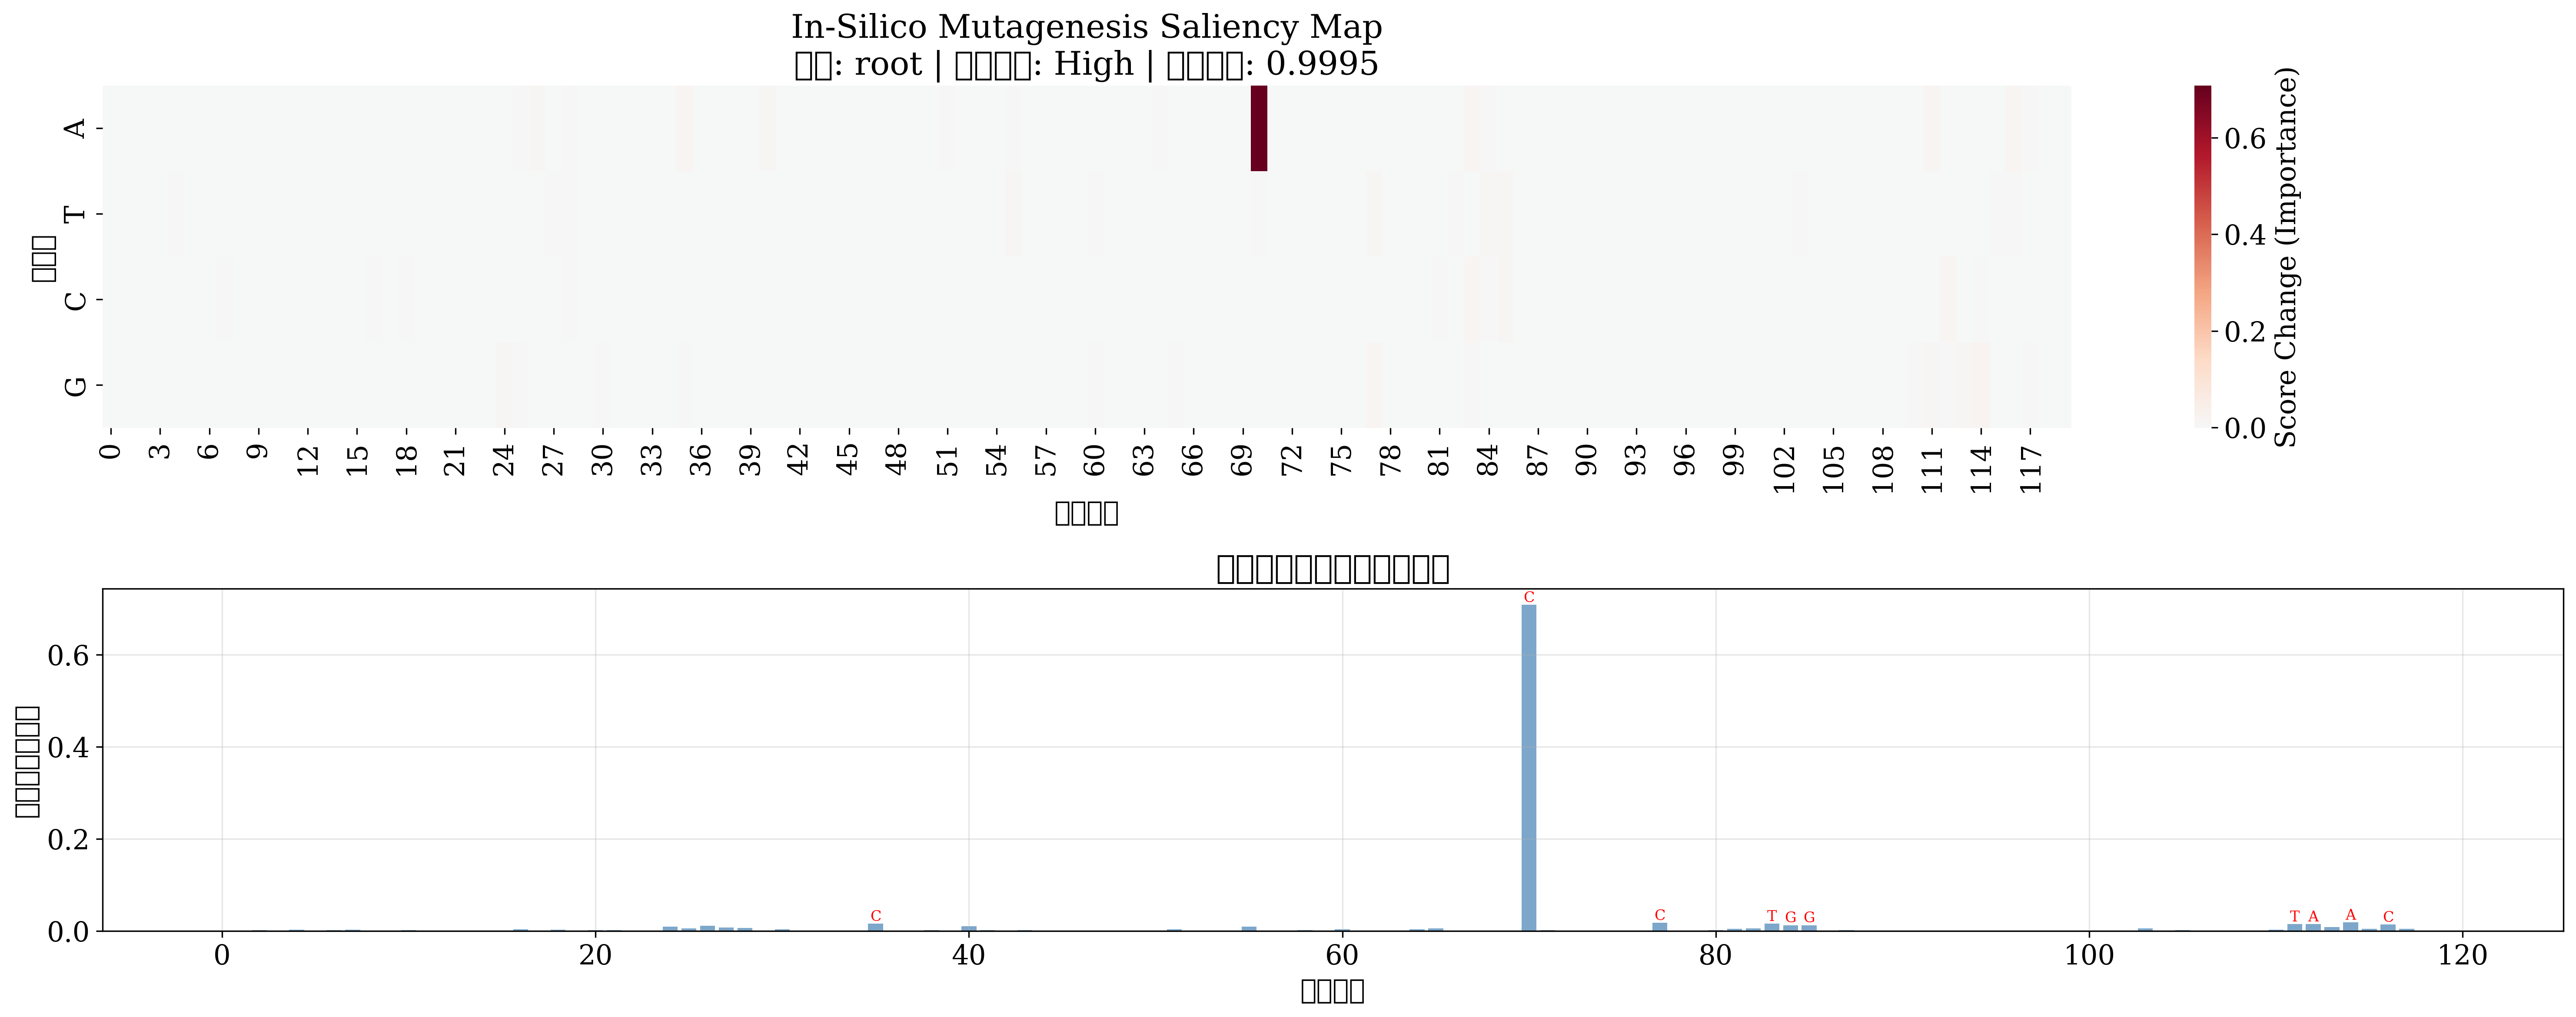 In-Silico Mutagenesis Saliency Map
: root | : High | : 0.9995
A
T
C
G
0 3 6 9 12 15 18 21 24 27 30 33 36 39 42 45 48 51 54 57 60 63 66 69 72 75 78 81 84 87 90 93 96 99 102 105 108 111 114 117
0.6
0.4
0.2
0.0
Score Change (Importance)
0.6
0.4
0.2
0.0
C C C T G G T A A C
0 20 40 60 80 100 120